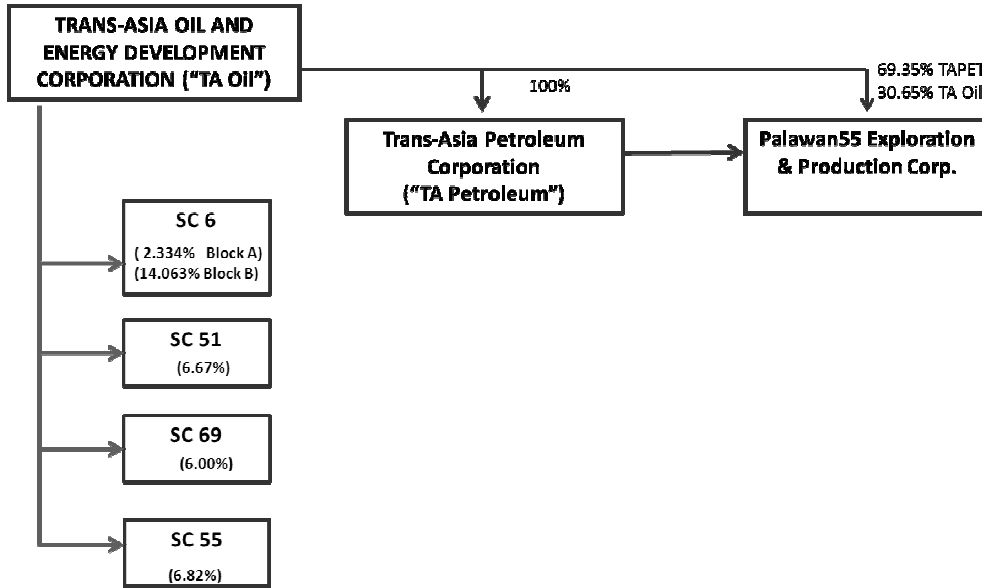 TRANS-ASIA OIL AND
ENERGY DEVELOPMENT
CORPORATION (“TA Oil”)
100%
69.35% TAPET
30.65% TA Oil
Trans-Asia Petroleum
Corporation
(“TA Petroleum”)
Palawan55 Exploration
& Production Corp.
SC 6
( 2.334% Block A)
(14.063% Block B)
SC 51
(6.67%)
SC 69
(6.00%)
SC 55
(6.82%)